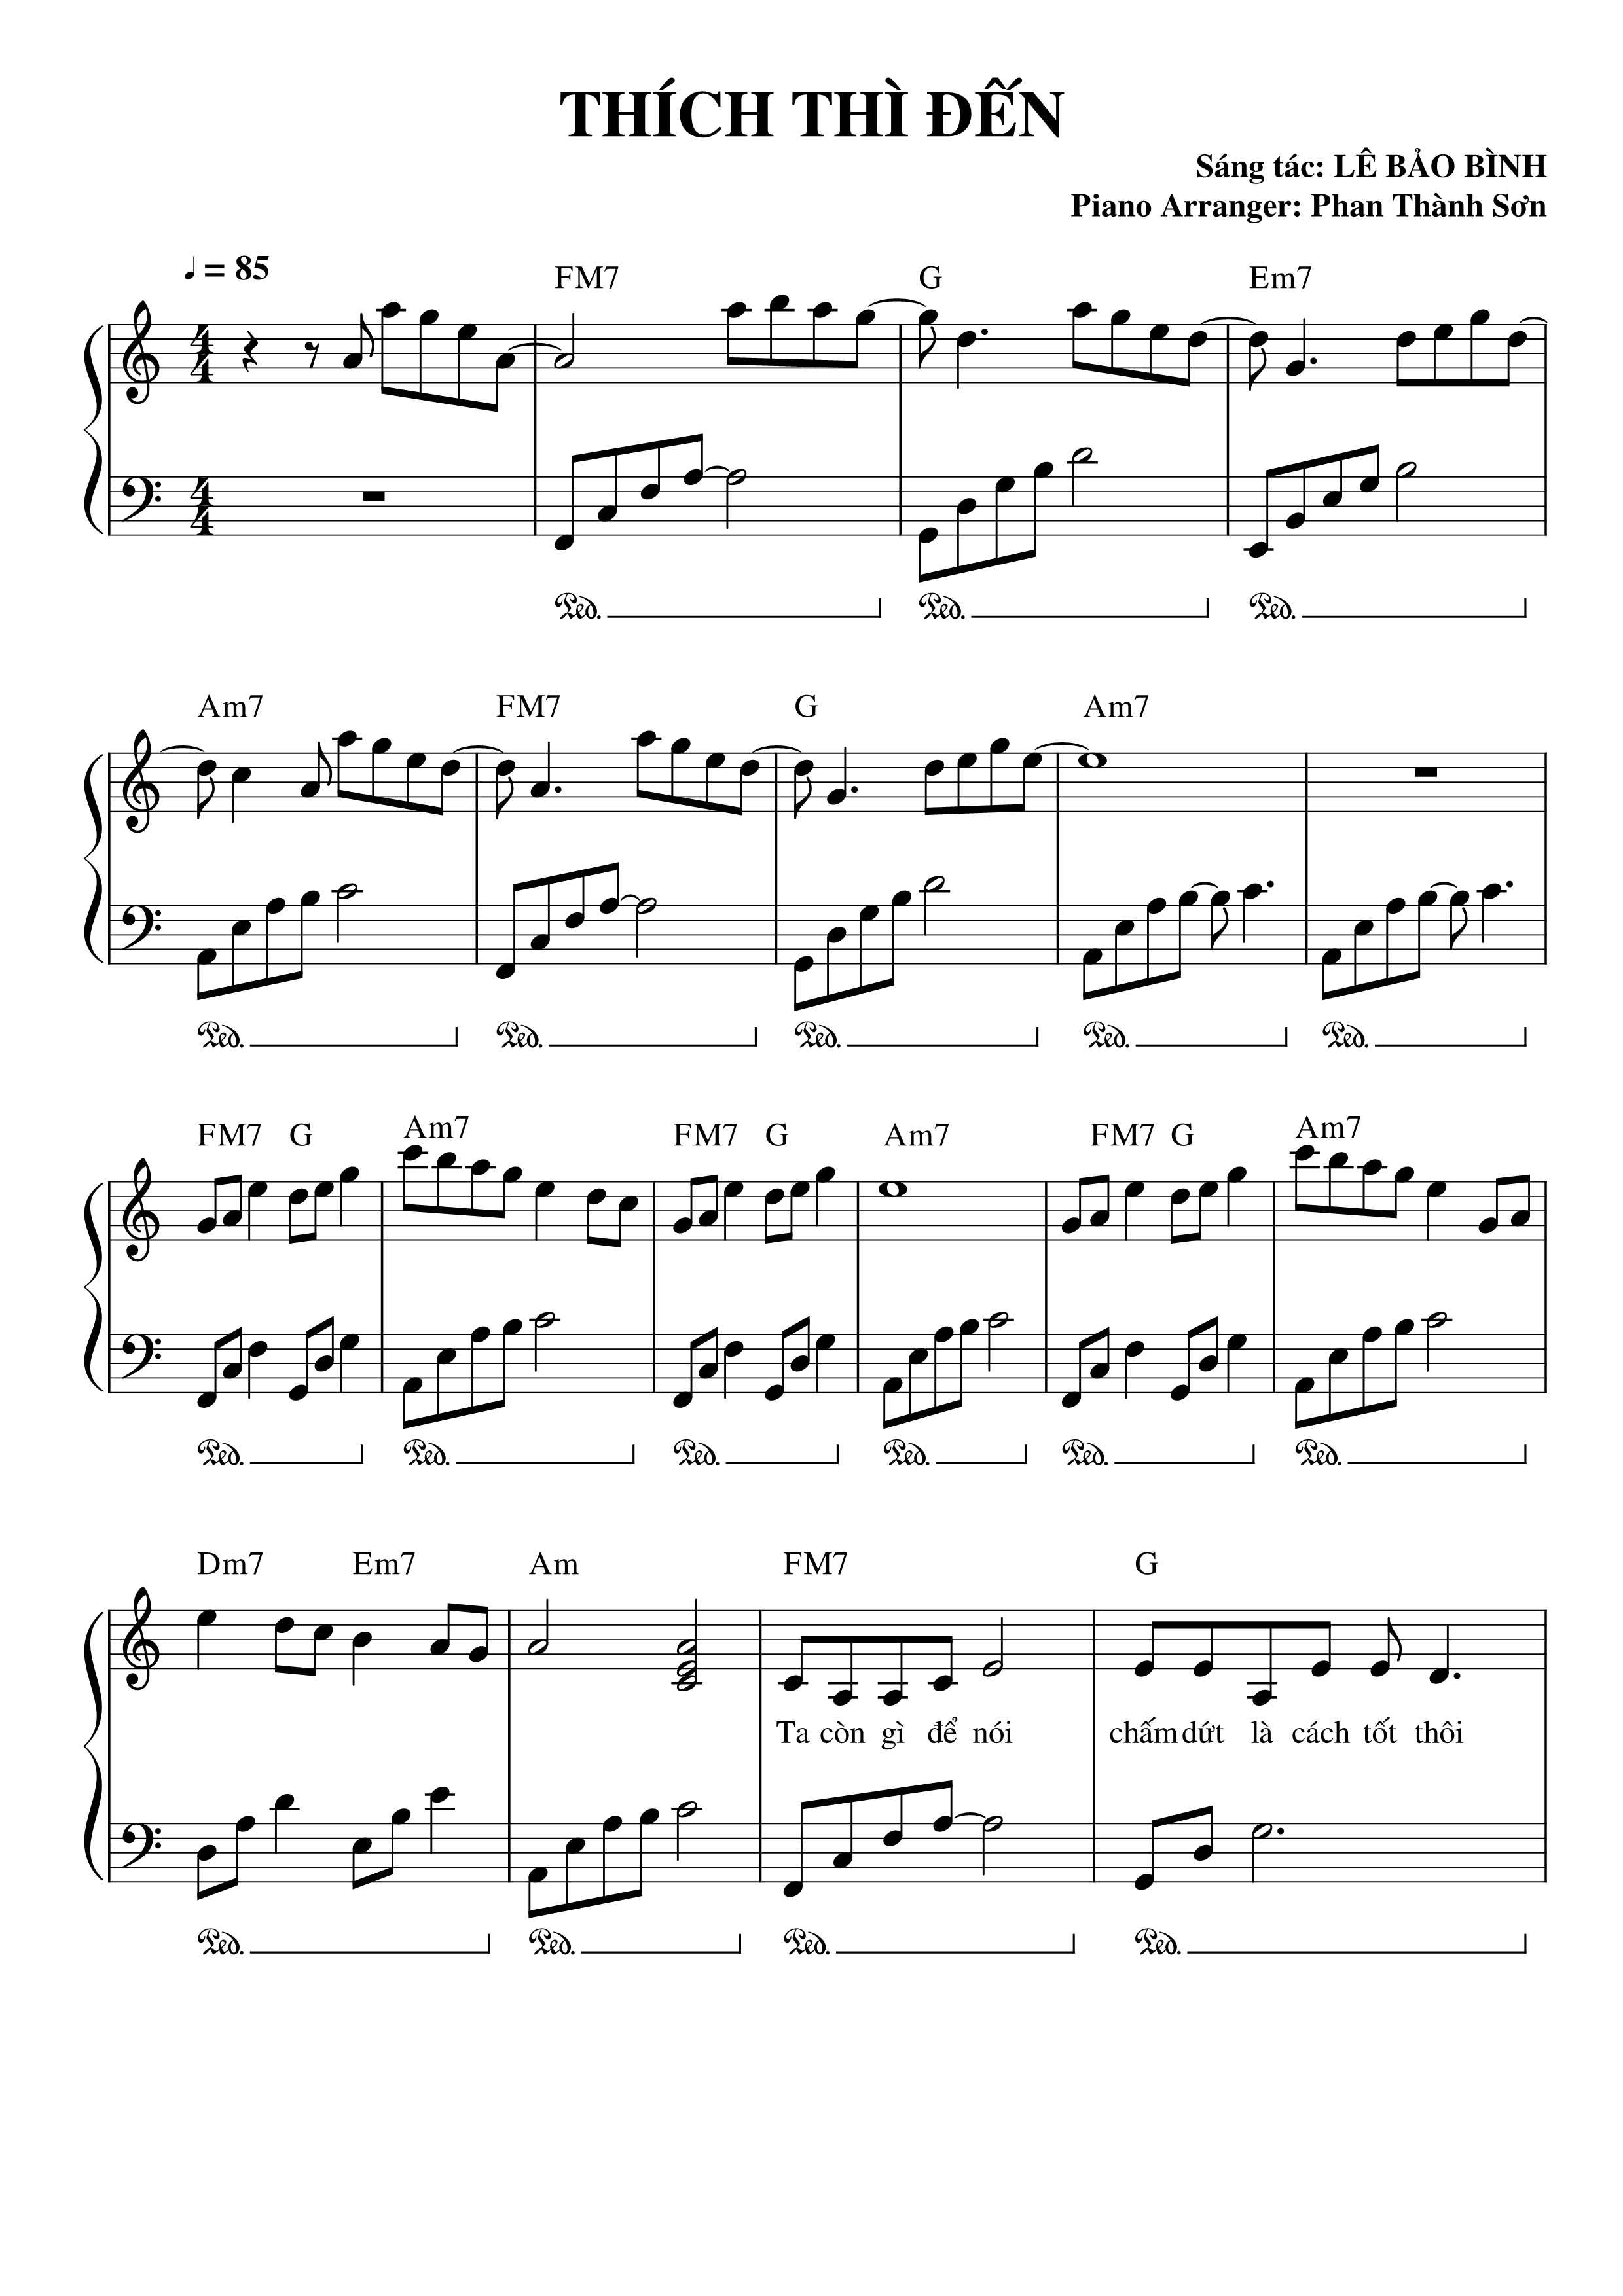 THÍCH THÌ ĐẾN
Sáng tác: LÊ BẢO BÌNH
Piano Arranger: Phan Thành Sơn
♩ = 85
FM7 G Em7
4 4
4 4
Ped. Ped. Ped.
Am7 FM7 G Am7
Ped. Ped. Ped. Ped. Ped.
FM7 G Am7 FM7 G Am7 FM7 G Am7
Ped. Ped. Ped. Ped. Ped. Ped.
Dm7 Em7 Am FM7 G
Ta còn gì để nói chấm dứt là cách tốt thôi
Ped. Ped. Ped. Ped.